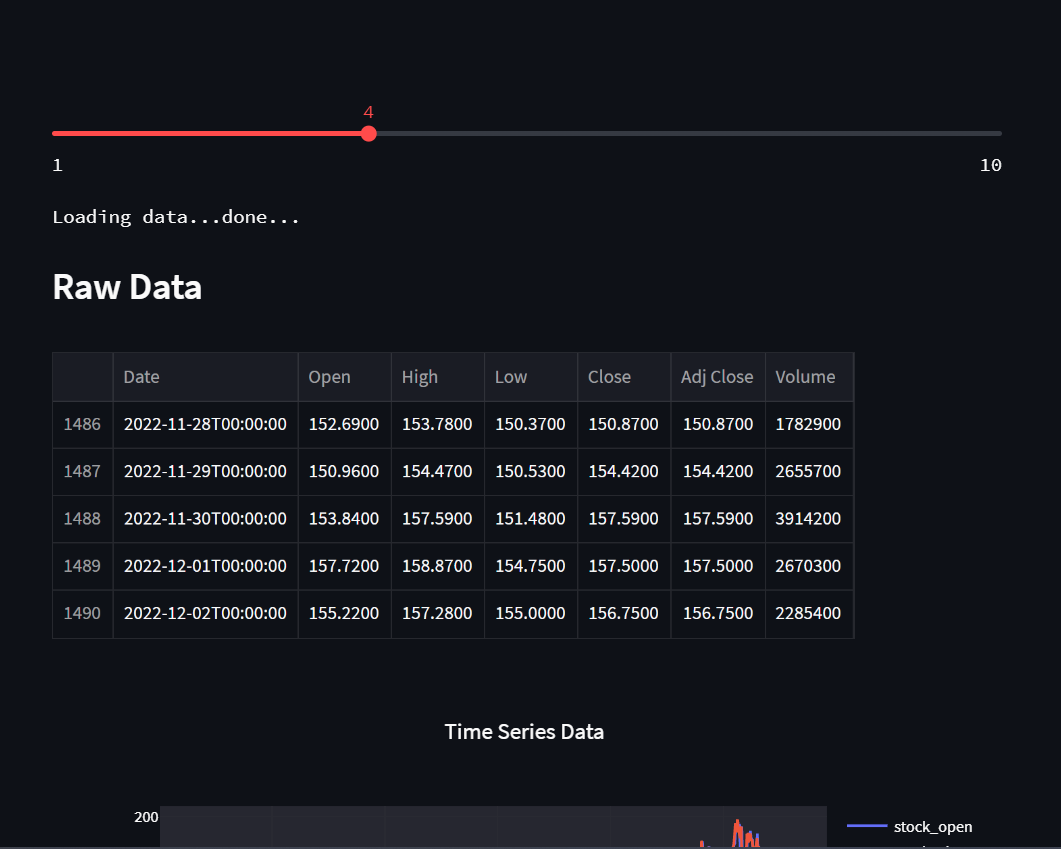 4
1 10
Loading data...done...
Raw Data
Date Open High Low Close Adj Close Volume
1486 2022-11-28T00:00:00 152.6900 153.7800 150.3700 150.8700 150.8700 1782900
1487 2022-11-29T00:00:00 150.9600 154.4700 150.5300 154.4200 154.4200 2655700
1488 2022-11-30T00:00:00 153.8400 157.5900 151.4800 157.5900 157.5900 3914200
1489 2022-12-01T00:00:00 157.7200 158.8700 154.7500 157.5000 157.5000 2670300
1490 2022-12-02T00:00:00 155.2200 157.2800 155.0000 156.7500 156.7500 2285400
Time Series Data
200
stock_open